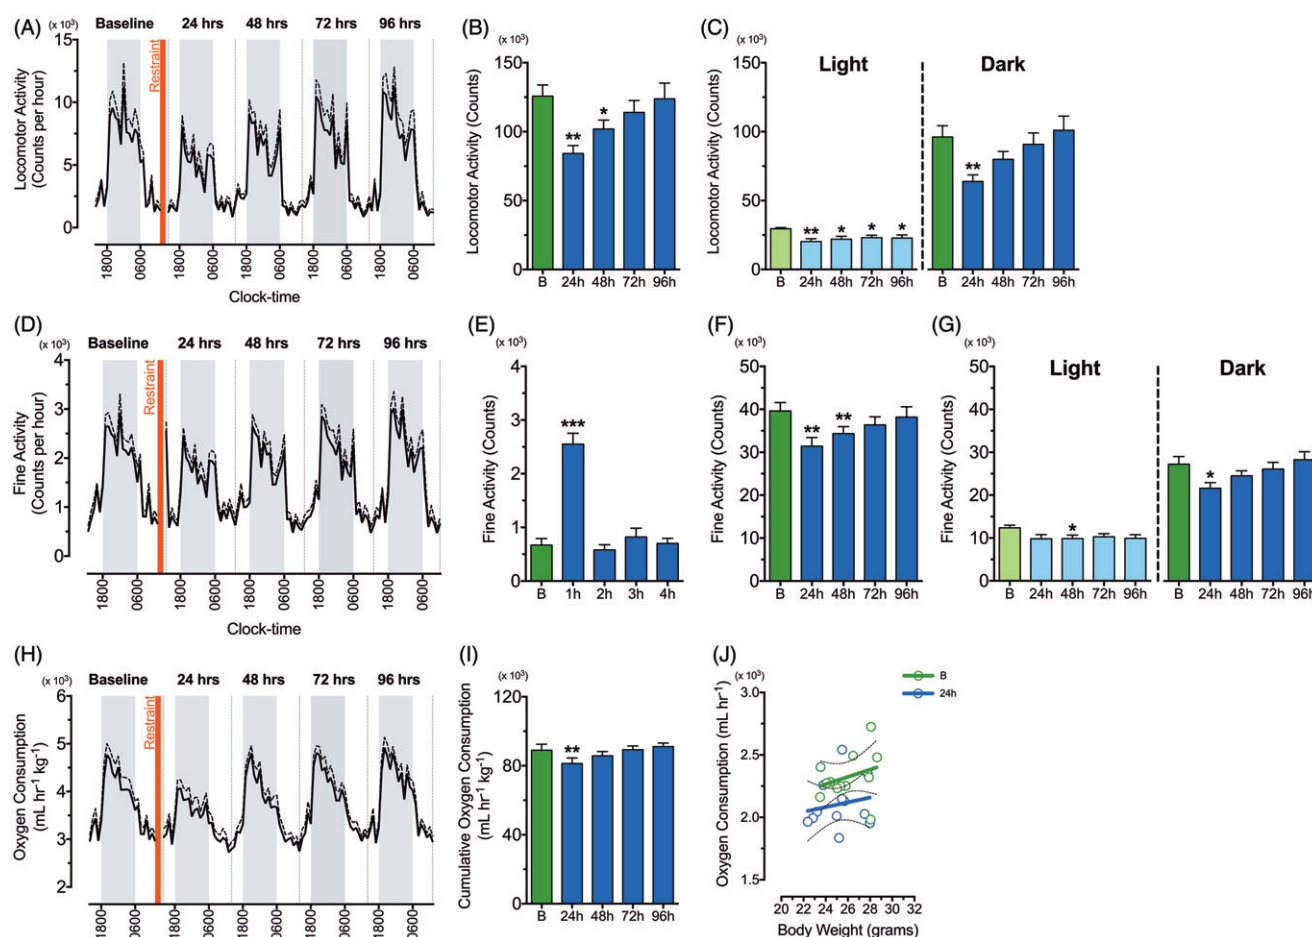 (A)
(x 10³)
Baseline 24 hrs 48 hrs 72 hrs 96 hrs
Restraint
Locomotor Activity
(Counts per hour)
15
10
5
0
1800 0600 1800 0600 1800 0600 1800 0600 1800 0600
Clock-time
(B)
(x 10³)
Locomotor Activity (Counts)
150
100
50
0
** *
B 24h 48h 72h 96h
(C)
(x 10³)
Light Dark
Locomotor Activity (Counts)
150
100
50
0
** * * * **
B 24h 48h 72h 96h B 24h 48h 72h 96h
(D)
(x 10³)
Baseline 24 hrs 48 hrs 72 hrs 96 hrs
Restraint
Fine Activity
(Counts per hour)
4
3
2
1
0
1800 0600 1800 0600 1800 0600 1800 0600 1800 0600
Clock-time
(E)
(x 10³)
Fine Activity (Counts)
4
3
2
1
0
***
B 1h 2h 3h 4h
(F)
(x 10³)
Fine Activity (Counts)
50
40
30
20
10
0
** **
B 24h 48h 72h 96h
(G)
(x 10³)
Light Dark
Fine Activity (Counts)
50
40
30
20
10
0
* *
B 24h 48h 72h 96h B 24h 48h 72h 96h
(H)
(x 10³)
Baseline 24 hrs 48 hrs 72 hrs 96 hrs
Restraint
Oxygen Consumption
(mL hr⁻¹ kg⁻¹)
6
5
4
3
2
1800 0600 1800 0600 1800 0600 1800 0600 1800 0600
(I)
(x 10³)
Cumulative Oxygen Consumption
(mL hr⁻¹ kg⁻¹)
120
80
40
0
**
B 24h 48h 72h 96h
(J)
(x 10³)
B
24h
Oxygen Consumption (mL hr⁻¹)
3.0
2.5
2.0
1.5
20 22 24 26 28 30 32
Body Weight (grams)